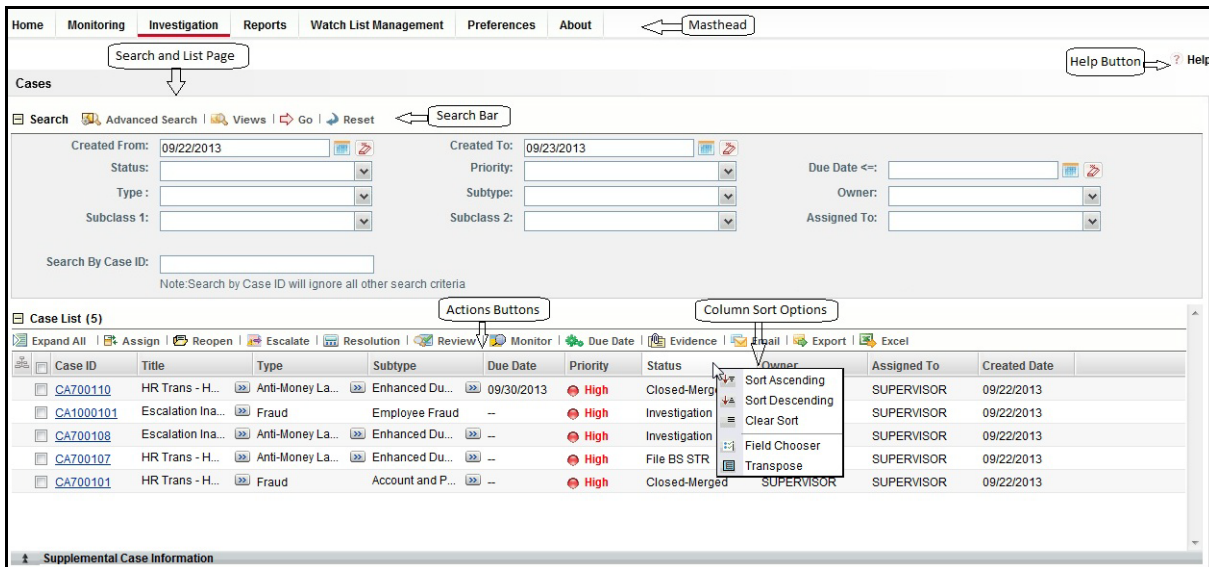 Home Monitoring Investigation Reports Watch List Management Preferences About Masthead
Search and List Page
Help Button ? Help
Cases
Search Advanced Search | Views | Go | Reset Search Bar
Created From: 09/22/2013 Created To: 09/23/2013
Status: Priority: Due Date <=:
Type : Subtype: Owner:
Subclass 1: Subclass 2: Assigned To:
Search By Case ID:
Note:Search by Case ID will ignore all other search criteria
Actions Buttons Column Sort Options
Case List (5)
Expand All | Assign | Reopen | Escalate | Resolution | Review | Monitor | Due Date | Evidence | Email | Export | Excel
Case ID Title Type Subtype Due Date Priority Status Owner Assigned To Created Date
CA700110 HR Trans - H... Anti-Money La... Enhanced Du... 09/30/2013 High Closed-Merg SUPERVISOR 09/22/2013
CA1000101 Escalation Ina... Fraud Employee Fraud -- High Investigation SUPERVISOR 09/22/2013
CA700108 Escalation Ina... Anti-Money La... Enhanced Du... -- High Investigation SUPERVISOR 09/22/2013
CA700107 HR Trans - H... Anti-Money La... Enhanced Du... -- High File BS STR SUPERVISOR 09/22/2013
CA700101 HR Trans - H... Fraud Account and P... -- High Closed-Merged SUPERVISOR SUPERVISOR 09/22/2013
Sort Ascending
Sort Descending
Clear Sort
Field Chooser
Transpose
Supplemental Case Information